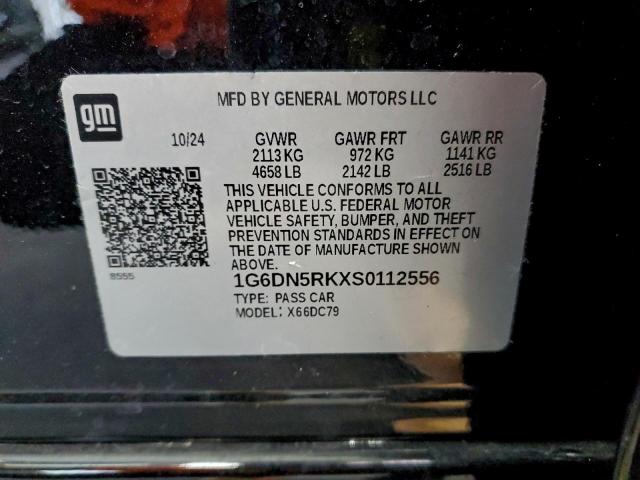 gm
MFD BY GENERAL MOTORS LLC
10/24 GVWR GAWR FRT GAWR RR
2113 KG 972 KG 1141 KG
4658 LB 2142 LB 2516 LB
THIS VEHICLE CONFORMS TO ALL
APPLICABLE U.S. FEDERAL MOTOR
VEHICLE SAFETY, BUMPER, AND THEFT
PREVENTION STANDARDS IN EFFECT ON
THE DATE OF MANUFACTURE SHOWN
ABOVE.
8555
1G6DN5RKXS0112556
TYPE: PASS CAR
MODEL: X66DC79